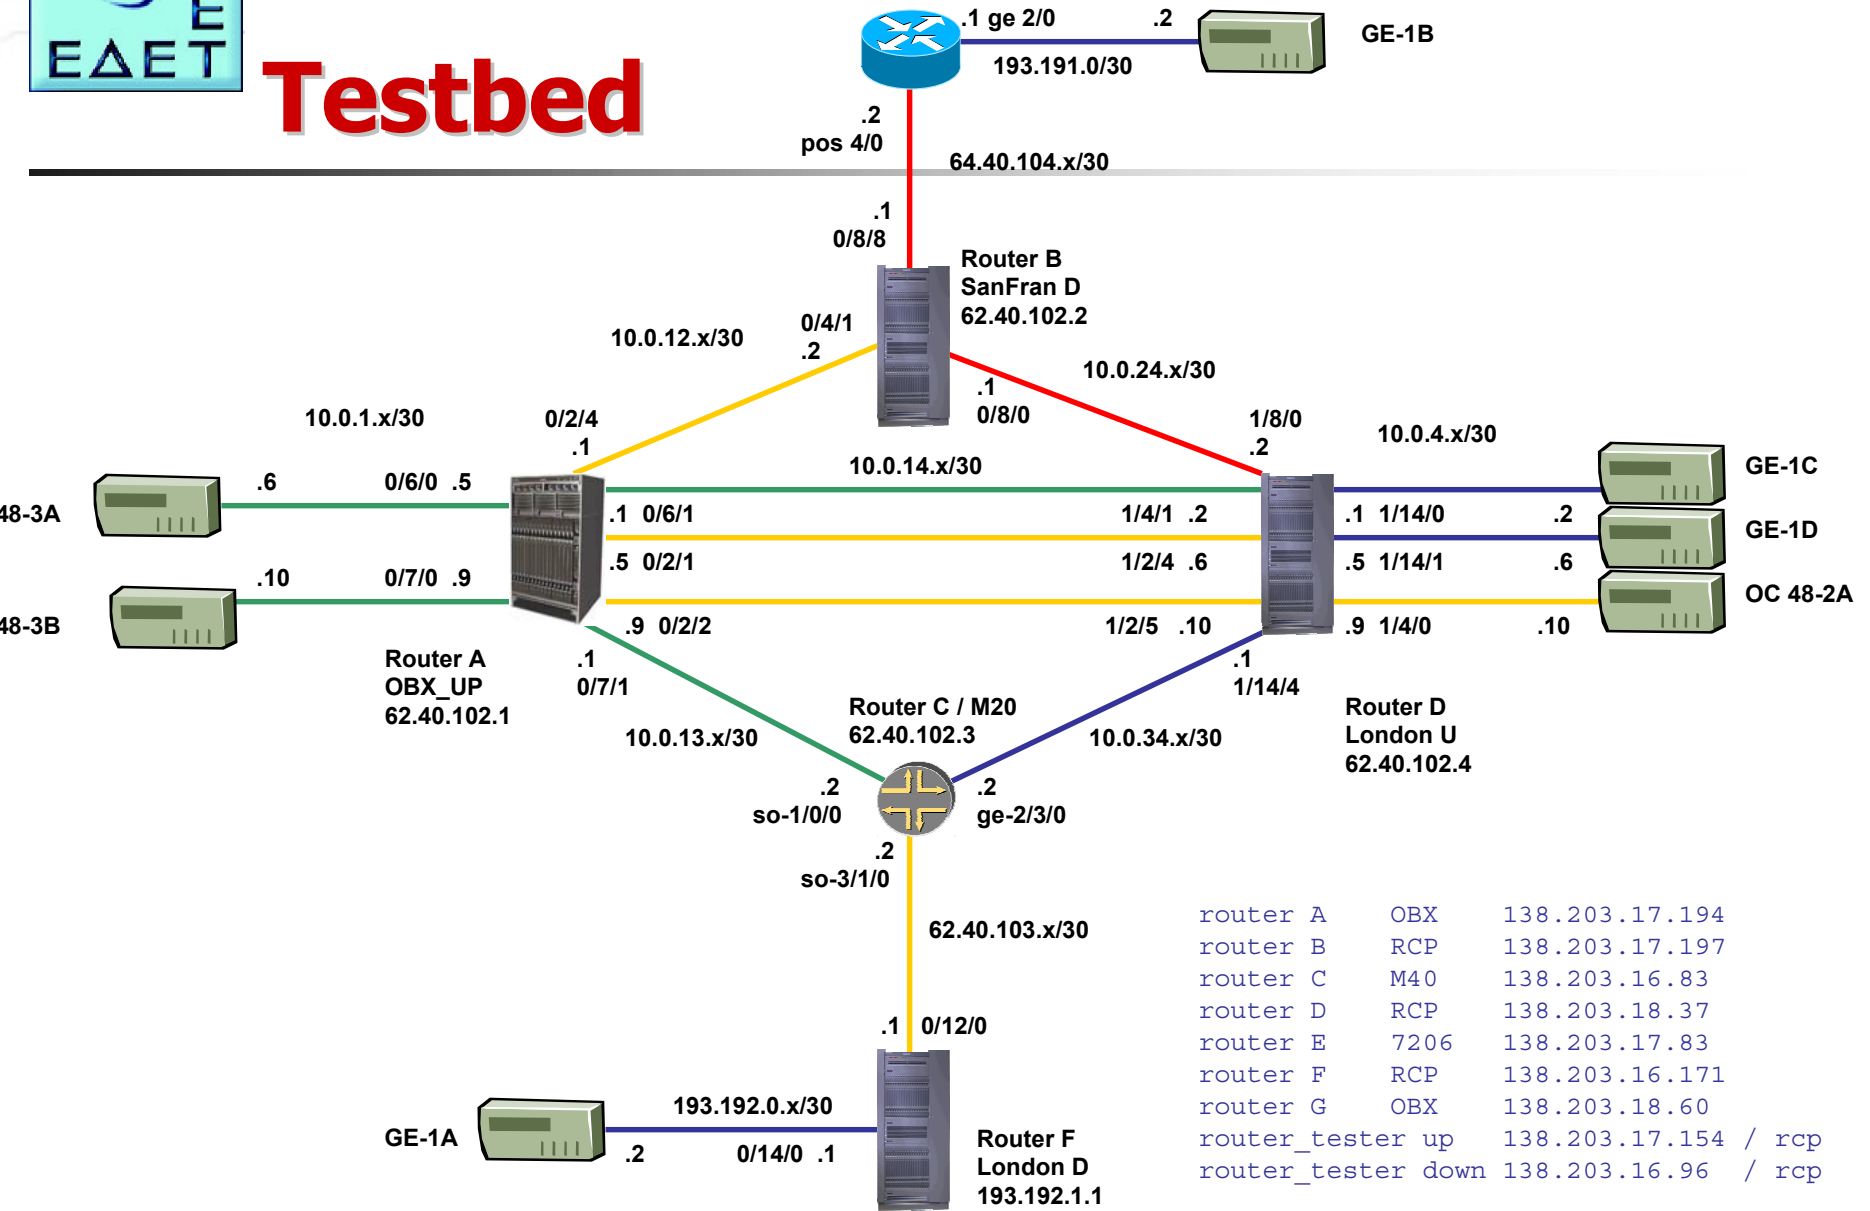 E
ΕΔΕΤ
Testbed
.1 ge 2/0
.2
GE-1B
193.191.0/30
.2
pos 4/0
64.40.104.x/30
.1
0/8/8
Router B
SanFran D
62.40.102.2
10.0.12.x/30
0/4/1
.2
10.0.24.x/30
.1
0/8/0
10.0.1.x/30
0/2/4
.1
1/8/0
.2
10.0.4.x/30
10.0.14.x/30
GE-1C
.6
0/6/0 .5
48-3A
.1 0/6/1
1/4/1 .2
.1 1/14/0
.2
GE-1D
.5 0/2/1
1/2/4 .6
.5 1/14/1
.6
.10
0/7/0 .9
OC 48-2A
48-3B
.9 0/2/2
1/2/5 .10
.9 1/4/0
.10
Router A
OBX_UP
62.40.102.1
.1
0/7/1
.1
1/14/4
Router C / M20
62.40.102.3
Router D
London U
62.40.102.4
10.0.13.x/30
10.0.34.x/30
.2
so-1/0/0
.2
ge-2/3/0
.2
so-3/1/0
62.40.103.x/30
router A OBX 138.203.17.194
router B RCP 138.203.17.197
router C M40 138.203.16.83
router D RCP 138.203.18.37
router E 7206 138.203.17.83
router F RCP 138.203.16.171
router G OBX 138.203.18.60
router_tester up 138.203.17.154 / rcp
router_tester down 138.203.16.96 / rcp
.1 0/12/0
193.192.0.x/30
GE-1A
.2
0/14/0 .1
Router F
London D
193.192.1.1